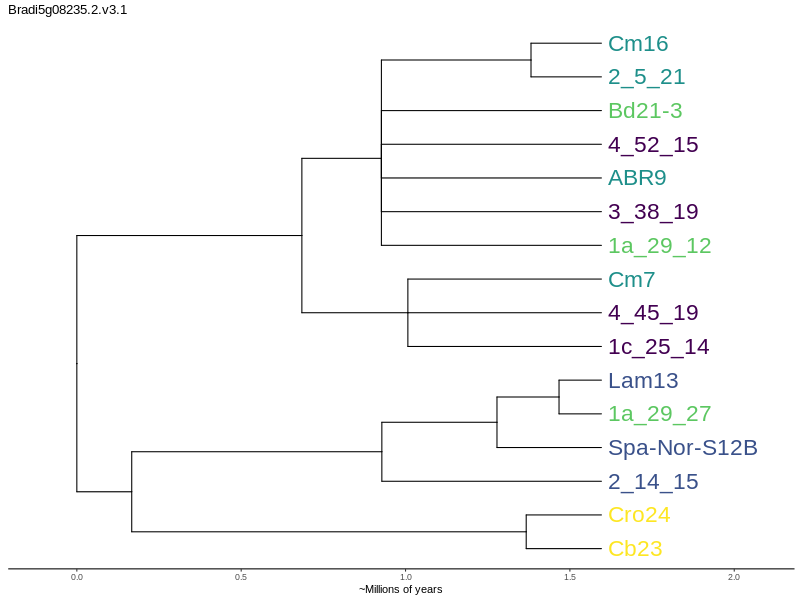 Bradi5g08235.2.v3.1
Cm16
2_5_21
Bd21-3
4_52_15
ABR9
3_38_19
1a_29_12
Cm7
4_45_19
1c_25_14
Lam13
1a_29_27
Spa-Nor-S12B
2_14_15
Cro24
Cb23
0.0 0.5 1.0 1.5 2.0
~Millions of years